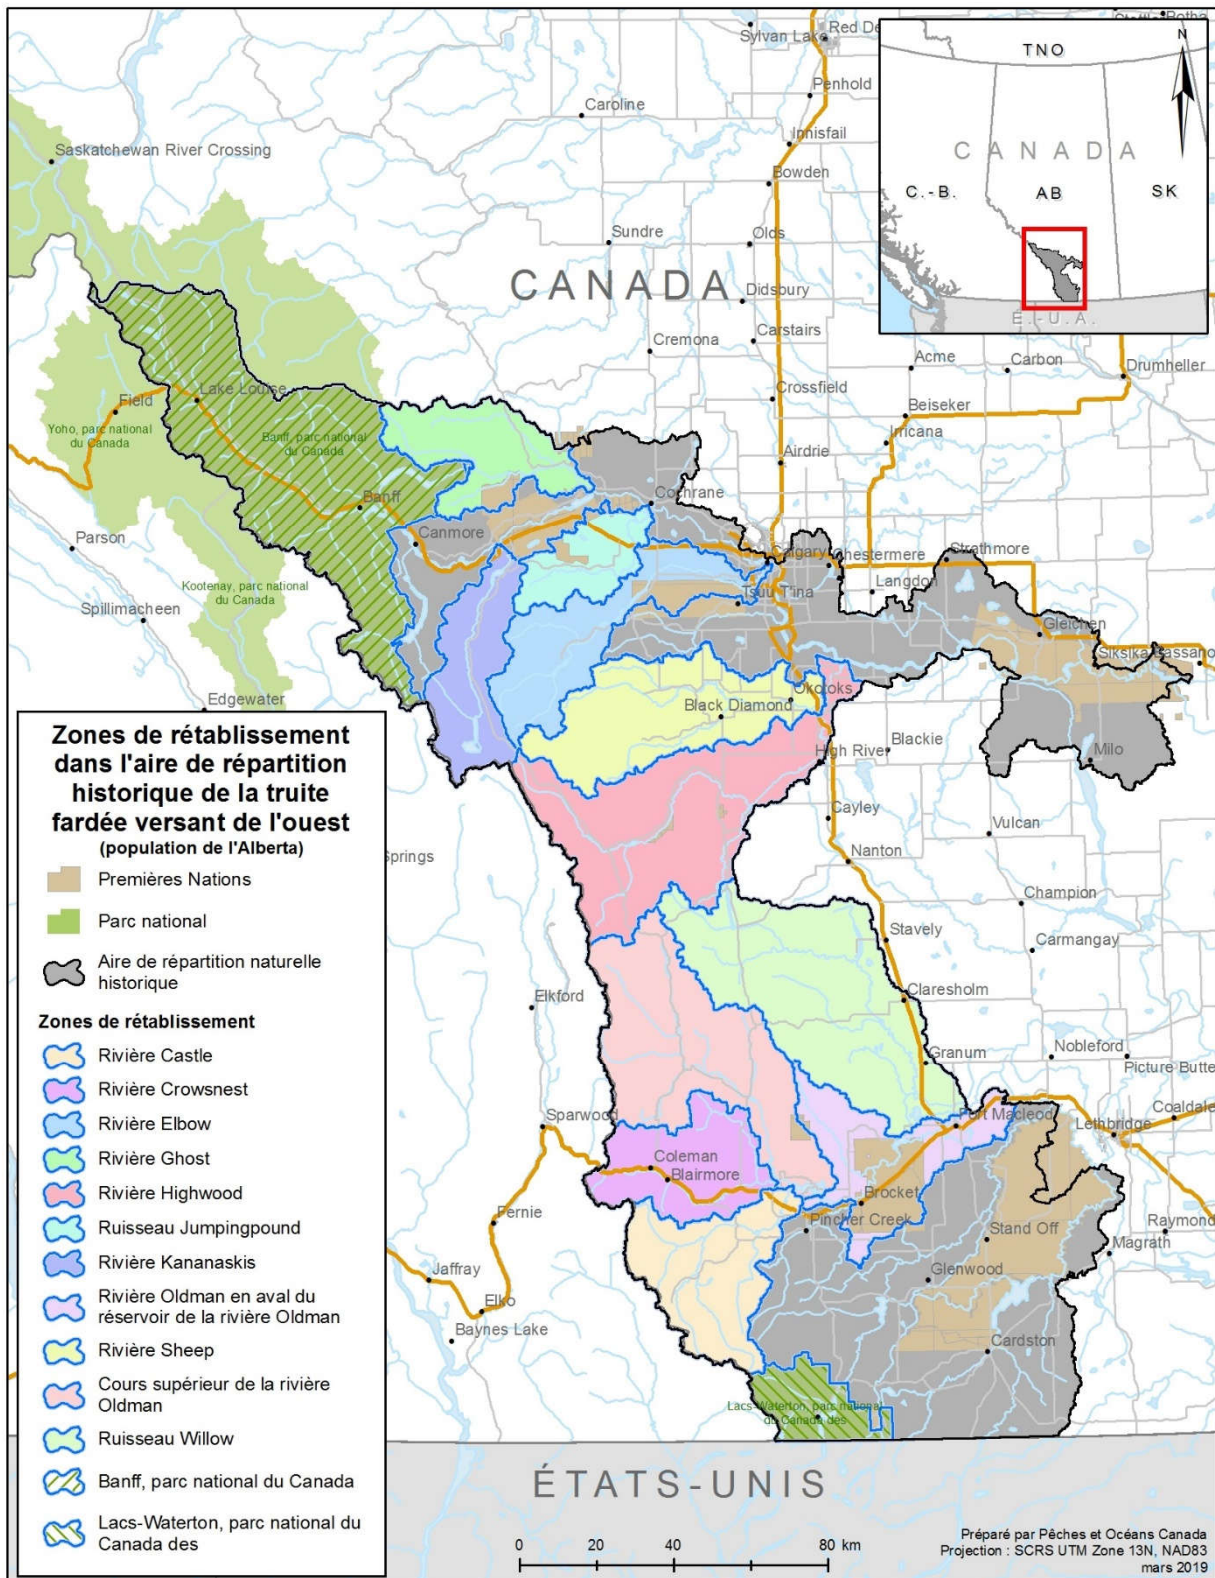 Sylvan Lake
Red De
Penhold
Caroline
Innisfail
Saskatchewan River Crossing
Bowden
Sundre
Olds
CANADA
Didsbury
Carstairs
Cremona
Acme
Carbon
Drumheller
Crossfield
Beiseker
Irricana
Airdrie
TNO
N
CANADA
C.-B.
AB
SK
É.-U.A.
Lake Louise
Field
Yoho, parc national
du Canada
Banff, parc national
du Canada
Banff
Cochrane
Canmore
Parson
Calgary
Chestermere
Strathmore
Langdon
Kootenay, parc national
du Canada
Tsuu T'ina
Spillimacheen
Gleichen
Siksika
Bassano
Edgewater
Okotoks
Black Diamond
High River
Blackie
Milo
Cayley
Vulcan
Springs
Nanton
Champion
Stavely
Carmangay
Elkford
Claresholm
Granum
Nobleford
Picture Butte
Sparwood
Fort Macleod
Lethbridge
Coaldale
Coleman
Blairmore
Brocket
Fernie
Pincher Creek
Stand Off
Raymond
Magrath
Jaffray
Glenwood
Elko
Baynes Lake
Cardston
Lacs-Waterton, parc national
du Canada des
ÉTATS-UNIS
Zones de rétablissement
dans l'aire de répartition
historique de la truite
fardée versant de l'ouest
(population de l'Alberta)
Premières Nations
Parc national
Aire de répartition naturelle
historique
Zones de rétablissement
Rivière Castle
Rivière Crowsnest
Rivière Elbow
Rivière Ghost
Rivière Highwood
Ruisseau Jumpingpound
Rivière Kananaskis
Rivière Oldman en aval du
réservoir de la rivière Oldman
Rivière Sheep
Cours supérieur de la rivière
Oldman
Ruisseau Willow
Banff, parc national du Canada
Lacs-Waterton, parc national du
Canada des
0 20 40 80 km
Préparé par Pêches et Océans Canada
Projection : SCRS UTM Zone 13N, NAD83
mars 2019